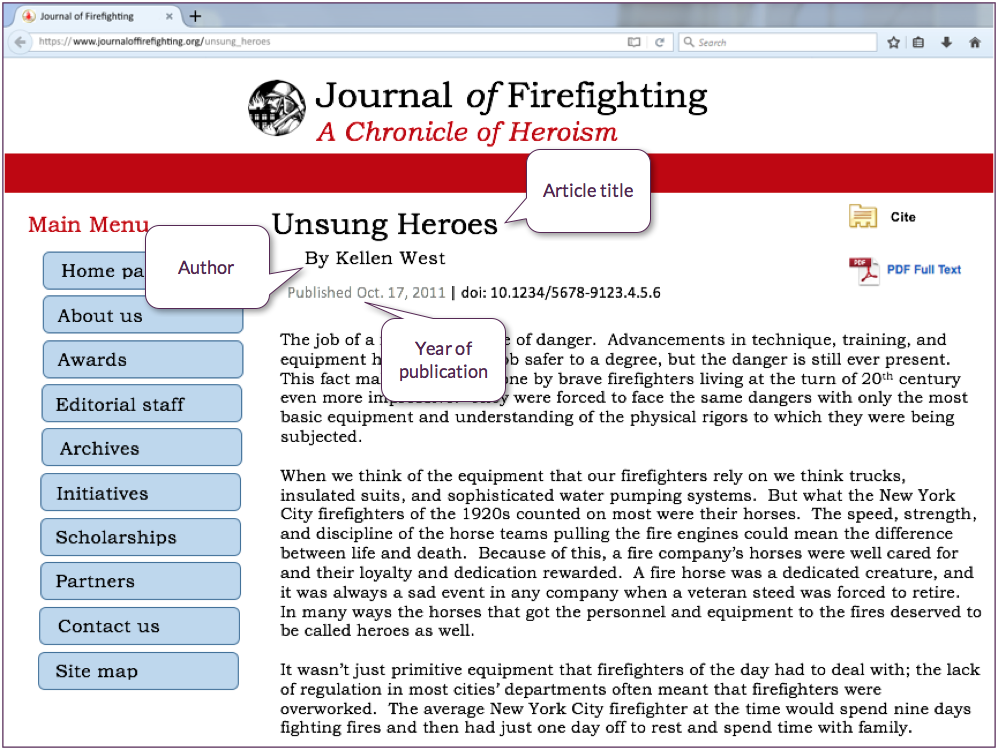 Journal of Firefighting
https://www.journaloffirefighting.org/unsung_heroes
Search
Journal of Firefighting
A Chronicle of Heroism
Article title
Main Menu
Unsung Heroes
Cite
Author
By Kellen West
Home pa
PDF
PDF Full Text
Published Oct. 17, 2011 | doi: 10.1234/5678-9123.4.5.6
About us
Year of
publication
The job of a e of danger. Advancements in technique, training, and
equipment h ob safer to a degree, but the danger is still ever present.
This fact ma one by brave firefighters living at the turn of 20th century
even more were forced to face the same dangers with only the most
basic equipment and understanding of the physical rigors to which they were being
subjected.
Awards
Editorial staff
Archives
Initiatives
Scholarships
Partners
Contact us
Site map
When we think of the equipment that our firefighters rely on we think trucks,
insulated suits, and sophisticated water pumping systems. But what the New York
City firefighters of the 1920s counted on most were their horses. The speed, strength,
and discipline of the horse teams pulling the fire engines could mean the difference
between life and death. Because of this, a fire company's horses were well cared for
and their loyalty and dedication rewarded. A fire horse was a dedicated creature, and
it was always a sad event in any company when a veteran steed was forced to retire.
In many ways the horses that got the personnel and equipment to the fires deserved to
be called heroes as well.
It wasn't just primitive equipment that firefighters of the day had to deal with; the lack
of regulation in most cities' departments often meant that firefighters were
overworked. The average New York City firefighter at the time would spend nine days
fighting fires and then had just one day off to rest and spend time with family.